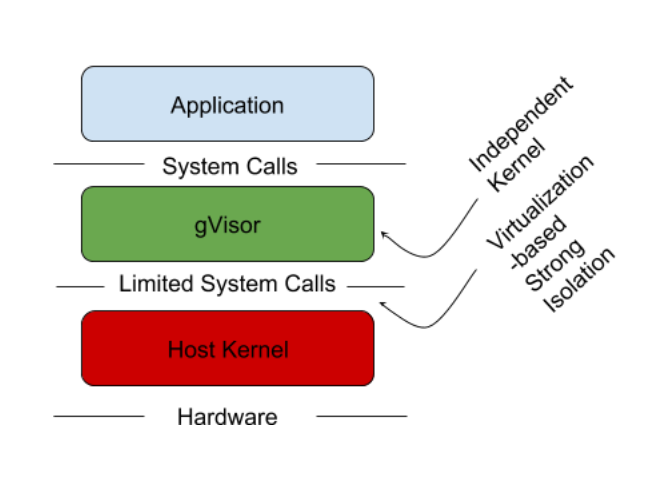 Application
System Calls
gVisor
Limited System Calls
Host Kernel
Hardware
Independent
Kernel
Virtualization
-based
Strong
Isolation